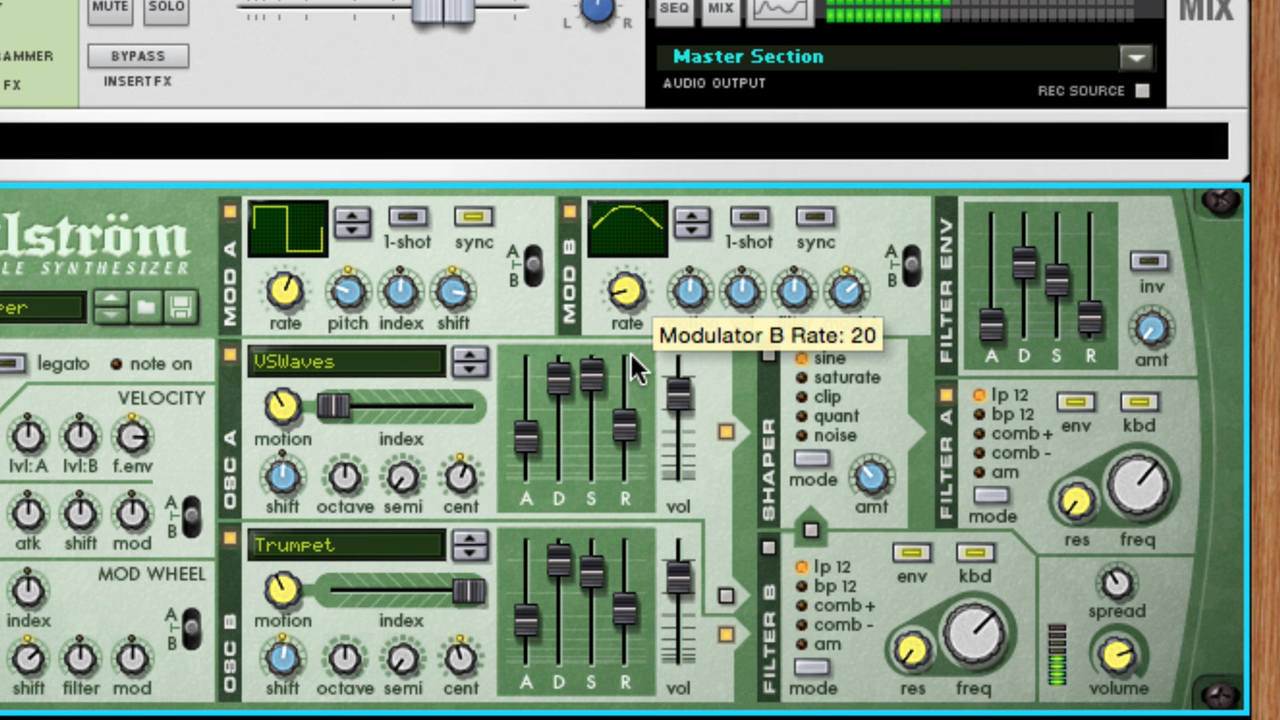 MUTE SOLO
L R
SEQ MIX
MIX
BYPASS
INSERT FX
FX
Master Section
AUDIO OUTPUT
REC SOURCE
MOD A
1-shot sync
A
B
rate pitch index shift
MOD B
1-shot sync
A
B
rate
Modulator B Rate: 20
FILTER ENV
A D S R
inv
amt
SYNTHESIZER
legato note on
VELOCITY
lvl:A lvl:B f.env
atk shift mod
A
B
MOD WHEEL
index
A
B
shift filter mod
OSC A
VSWaves
motion index
shift octave semi cent
A D S R
vol
OSC B
Trumpet
motion index
shift octave semi cent
A D S R
vol
SHAPER
sine
saturate
clip
quant
noise
mode
amt
FILTER A
lp 12
bp 12
comb +
comb -
am
mode
env kbd
res freq
FILTER B
lp 12
bp 12
comb +
comb -
am
mode
env kbd
res freq
spread
volume